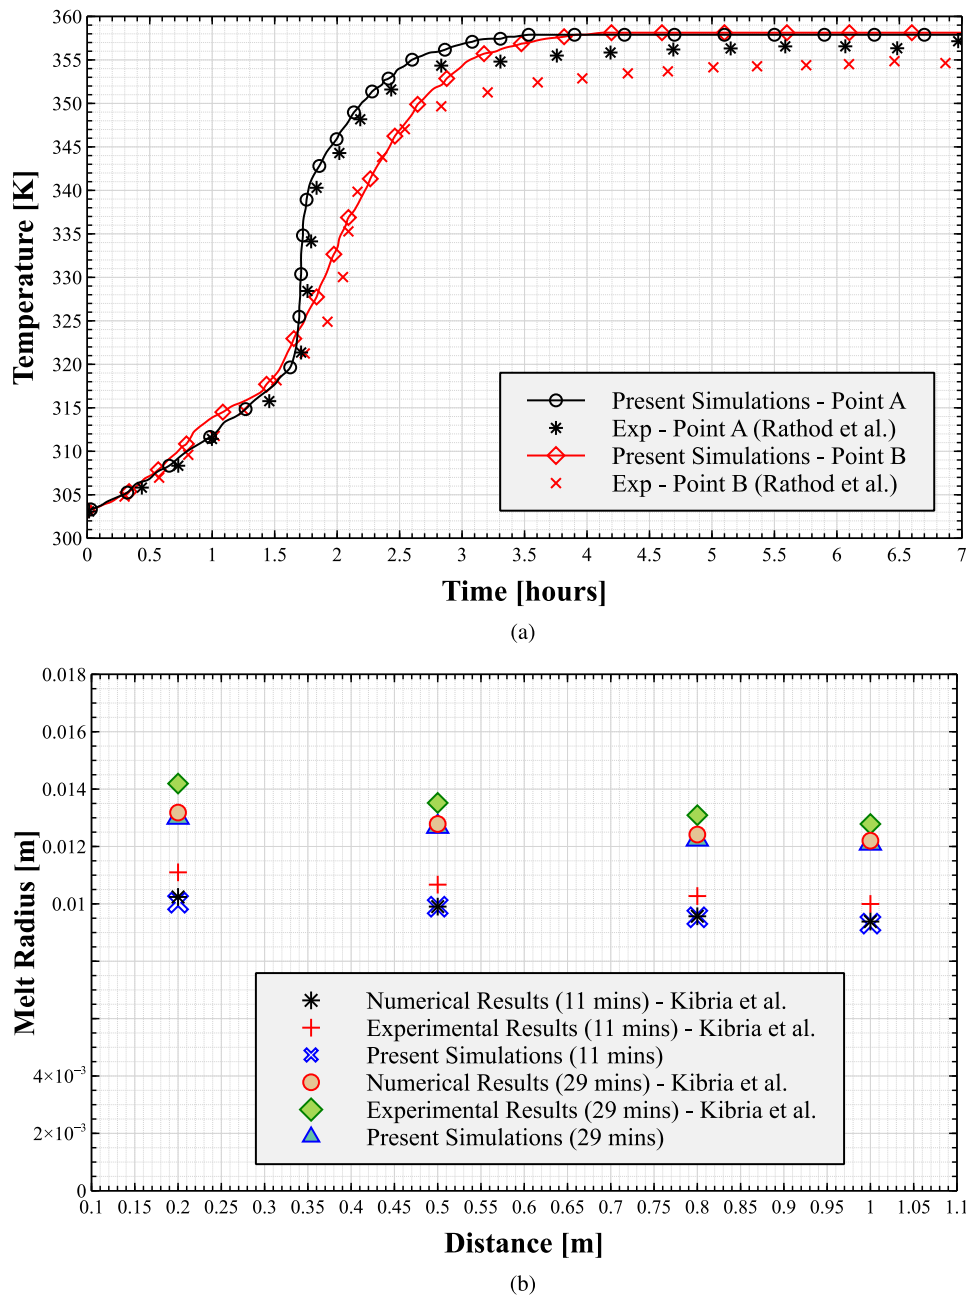 360
355
350
345
340
335
330
325
320
315
310
305
300
Temperature [K]
Present Simulations - Point A
Exp - Point A (Rathod et al.)
Present Simulations - Point B
Exp - Point B (Rathod et al.)
0 0.5 1 1.5 2 2.5 3 3.5 4 4.5 5 5.5 6 6.5 7
Time [hours]
(a)
0.018
0.016
0.014
0.012
0.01
4×10⁻³
2×10⁻³
0
Melt Radius [m]
Numerical Results (11 mins) - Kibria et al.
Experimental Results (11 mins) - Kibria et al.
Present Simulations (11 mins)
Numerical Results (29 mins) - Kibria et al.
Experimental Results (29 mins) - Kibria et al.
Present Simulations (29 mins)
0.1 0.15 0.2 0.25 0.3 0.35 0.4 0.45 0.5 0.55 0.6 0.65 0.7 0.75 0.8 0.85 0.9 0.95 1 1.05 1.1
Distance [m]
(b)